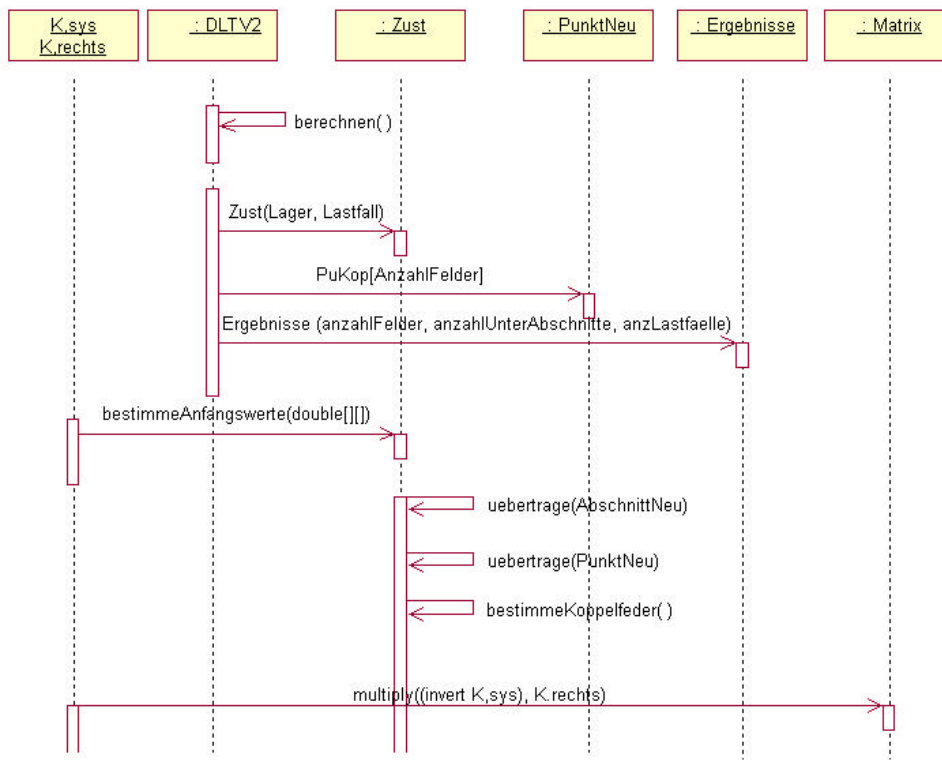 K,sys
K,rechts
: DLTV2
: Zust
: PunktNeu
: Ergebnisse
: Matrix
berechnen( )
Zust(Lager, Lastfall)
PuKop[AnzahlFelder]
Ergebnisse (anzahlFelder, anzahlUnterAbschnitte, anzLastfaelle)
bestimmeAnfangswerte(double[][])
uebertrage(AbschnittNeu)
uebertrage(PunktNeu)
bestimmeKoppelfeder( )
multiply((invert K,sys), K.rechts)